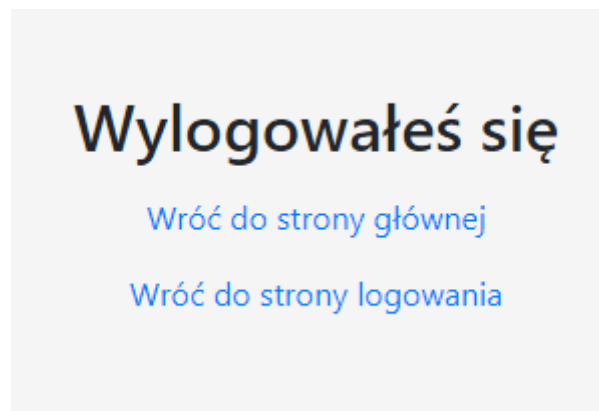 Wylogowałeś się
Wróć do strony głównej
Wróć do strony logowania